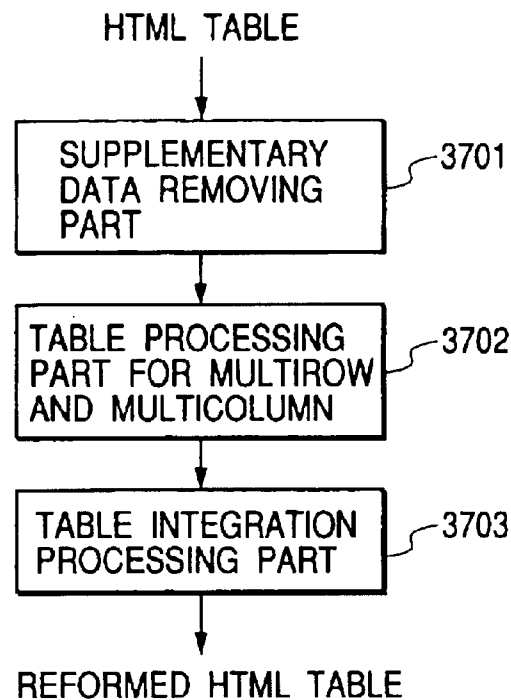 HTML TABLE
SUPPLEMENTARY
DATA REMOVING
PART
3701
TABLE PROCESSING
PART FOR MULTIROW
AND MULTICOLUMN
3702
TABLE INTEGRATION
PROCESSING PART
3703
REFORMED HTML TABLE